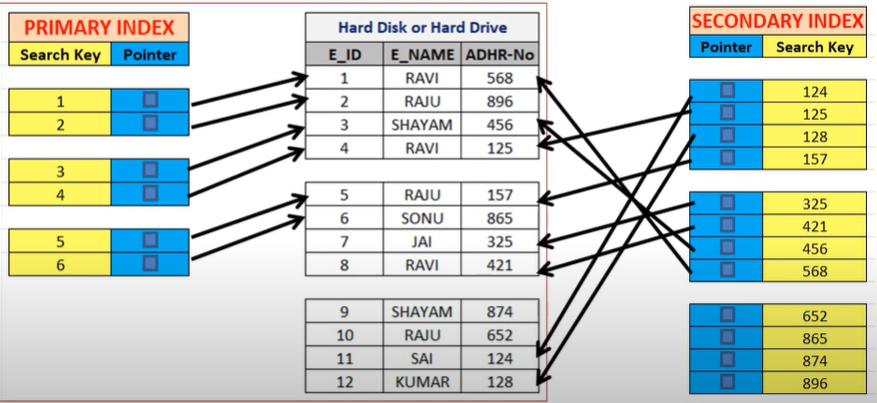 PRIMARY INDEX
Search Key Pointer
1
2
3
4
5
6
Hard Disk or Hard Drive
E_ID E_NAME ADHR-No
1 RAVI 568
2 RAJU 896
3 SHAYAM 456
4 RAVI 125
5 RAJU 157
6 SONU 865
7 JAI 325
8 RAVI 421
9 SHAYAM 874
10 RAJU 652
11 SAI 124
12 KUMAR 128
SECONDARY INDEX
Pointer Search Key
124
125
128
157
325
421
456
568
652
865
874
896